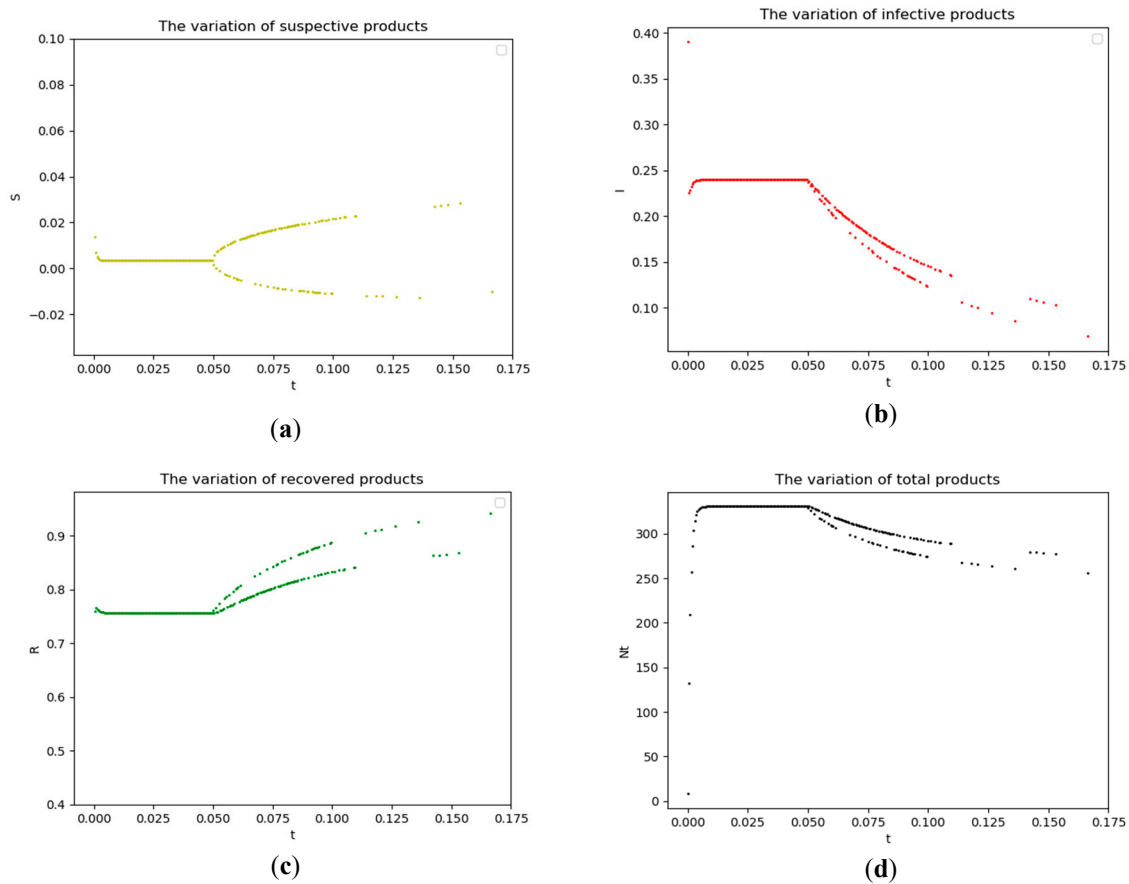 The variation of suspective products
0.10
0.08
0.06
0.04
0.02
0.00
−0.02
S
0.000 0.025 0.050 0.075 0.100 0.125 0.150 0.175
t
(a)
The variation of infective products
0.40
0.35
0.30
0.25
0.20
0.15
0.10
I
0.000 0.025 0.050 0.075 0.100 0.125 0.150 0.175
t
(b)
The variation of recovered products
0.9
0.8
0.7
0.6
0.5
0.4
R
0.000 0.025 0.050 0.075 0.100 0.125 0.150 0.175
t
(c)
The variation of total products
300
250
200
150
100
50
0
Nt
0.000 0.025 0.050 0.075 0.100 0.125 0.150 0.175
t
(d)